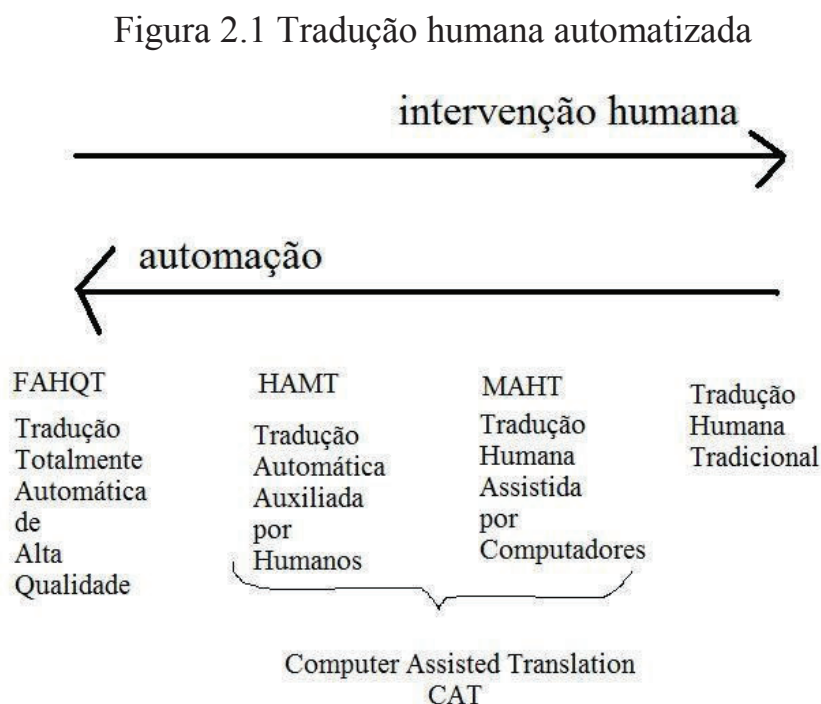 Figura 2.1 Tradução humana automatizada
intervenção humana
automação
FAHQT
Tradução
Totalmente
Automática
de
Alta
Qualidade
HAMT
Tradução
Automática
Auxiliada
por
Humanos
MAHT
Tradução
Humana
Assistida
por
Computadores
Tradução
Humana
Tradicional
Computer Assisted Translation
CAT